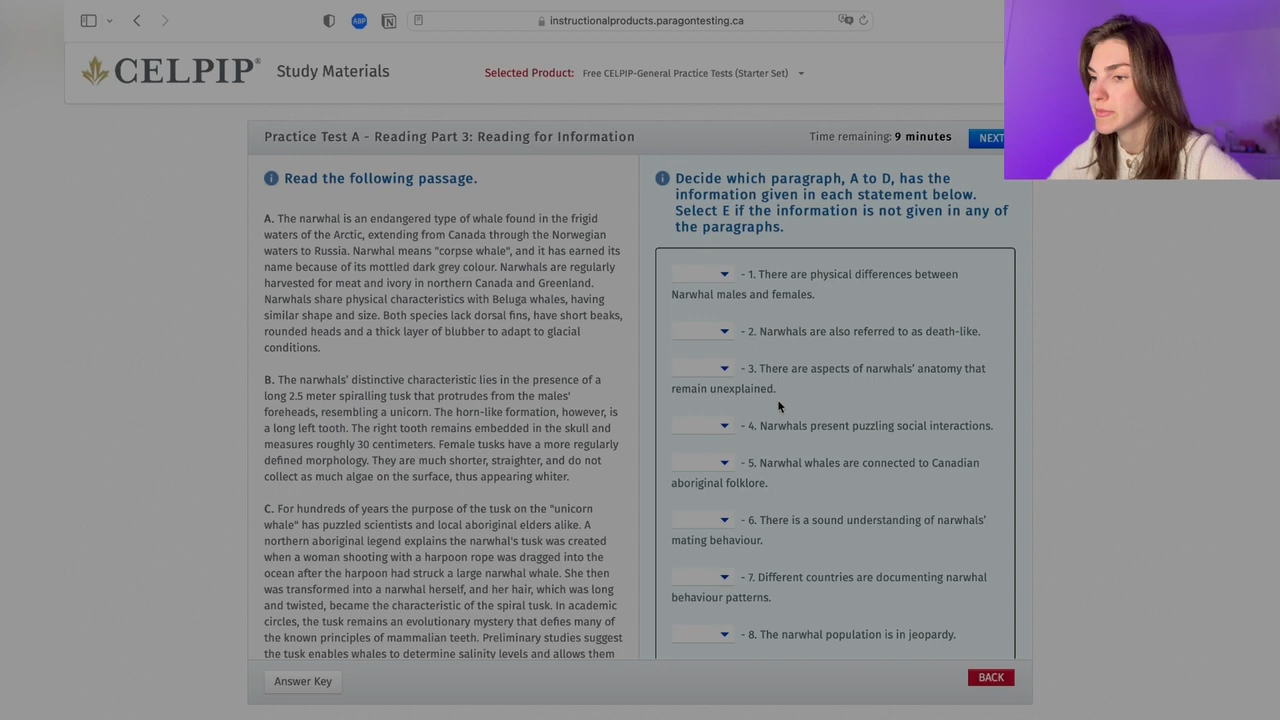 instructionalproducts.paragontesting.ca
ABP
CELPIP® Study Materials
Selected Product: Free CELPIP-General Practice Tests (Starter Set)
Practice Test A - Reading Part 3: Reading for Information
Time remaining: 9 minutes
NEXT
Read the following passage.
A. The narwhal is an endangered type of whale found in the frigid
waters of the Arctic, extending from Canada through the Norwegian
waters to Russia. Narwhal means "corpse whale", and it has earned its
name because of its mottled dark grey colour. Narwhals are regularly
harvested for meat and ivory in northern Canada and Greenland.
Narwhals share physical characteristics with Beluga whales, having
similar shape and size. Both species lack dorsal fins, have short beaks,
rounded heads and a thick layer of blubber to adapt to glacial
conditions.
B. The narwhals’ distinctive characteristic lies in the presence of a
long 2.5 meter spiralling tusk that protrudes from the males'
foreheads, resembling a unicorn. The horn-like formation, however, is
a long left tooth. The right tooth remains embedded in the skull and
measures roughly 30 centimeters. Female tusks have a more regularly
defined morphology. They are much shorter, straighter, and do not
collect as much algae on the surface, thus appearing whiter.
C. For hundreds of years the purpose of the tusk on the "unicorn
whale" has puzzled scientists and local aboriginal elders alike. A
northern aboriginal legend explains the narwhal's tusk was created
when a woman shooting with a harpoon rope was dragged into the
ocean after the harpoon had struck a large narwhal whale. She then
was transformed into a narwhal herself, and her hair, which was long
and twisted, became the characteristic of the spiral tusk. In academic
circles, the tusk remains an evolutionary mystery that defies many of
the known principles of mammalian teeth. Preliminary studies suggest
the tusk enables whales to determine salinity levels and allows them
Answer Key
Decide which paragraph, A to D, has the
information given in each statement below.
Select E if the information is not given in any of
the paragraphs.
- 1. There are physical differences between
Narwhal males and females.
- 2. Narwhals are also referred to as death-like.
- 3. There are aspects of narwhals’ anatomy that
remain unexplained.
- 4. Narwhals present puzzling social interactions.
- 5. Narwhal whales are connected to Canadian
aboriginal folklore.
- 6. There is a sound understanding of narwhals’
mating behaviour.
- 7. Different countries are documenting narwhal
behaviour patterns.
- 8. The narwhal population is in jeopardy.
BACK